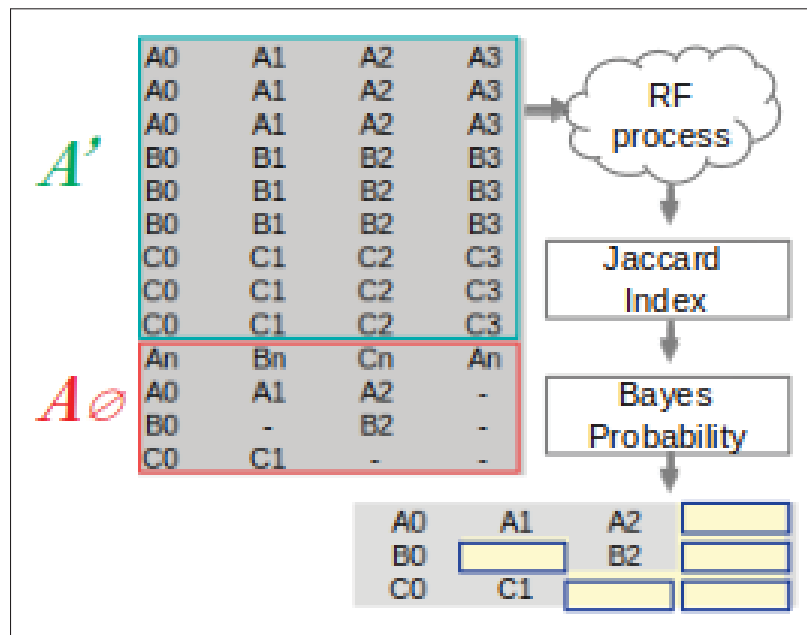 A0 A1 A2 A3
A0 A1 A2 A3
A0 A1 A2 A3
B0 B1 B2 B3
B0 B1 B2 B3
B0 B1 B2 B3
C0 C1 C2 C3
C0 C1 C2 C3
C0 C1 C2 C3
A'
An Bn Cn An
A0 A1 A2 -
B0 - B2 -
C0 C1 - -
A∅
RF
process
Jaccard
Index
Bayes
Probability
A0 A1 A2
B0 B2
C0 C1